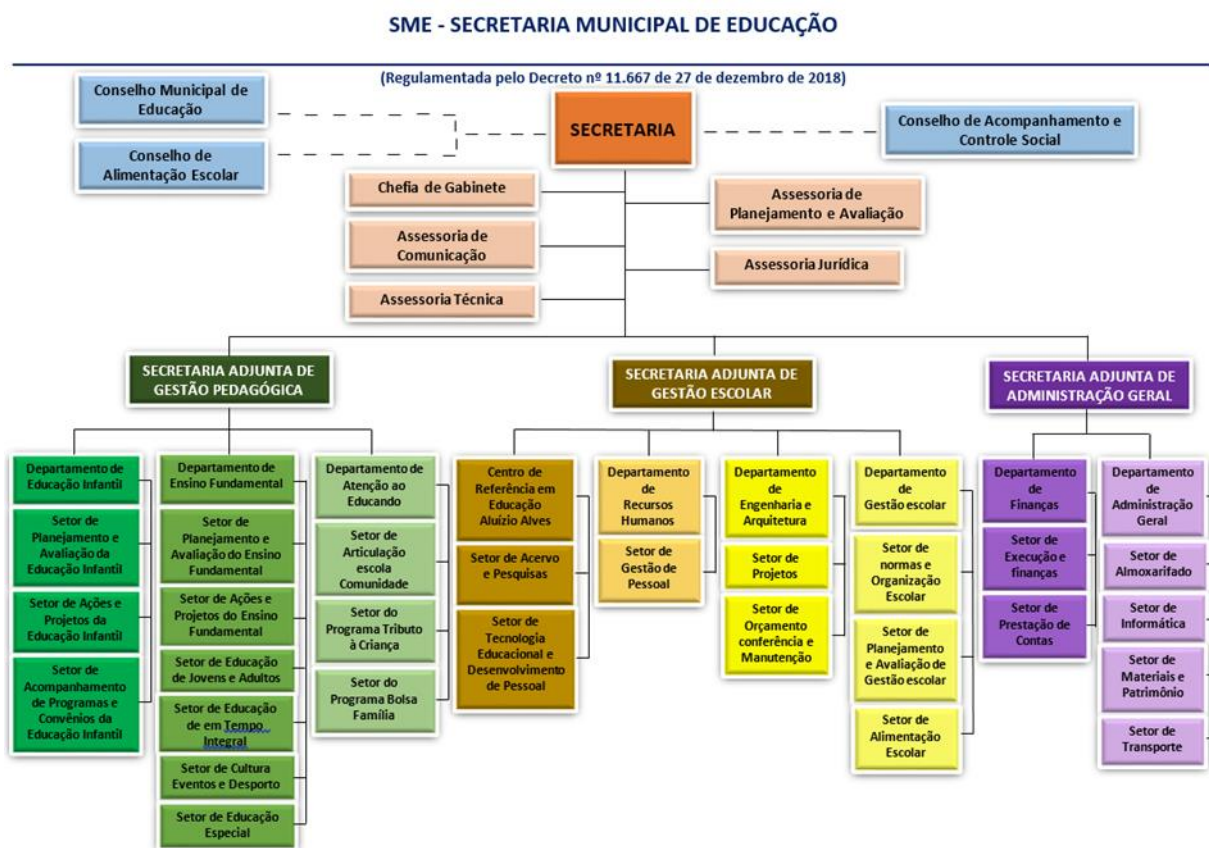 SME - SECRETARIA MUNICIPAL DE EDUCAÇÃO
(Regulamentada pelo Decreto nº 11.667 de 27 de dezembro de 2018)
Conselho Municipal de
Educação
Conselho de
Alimentação Escolar
SECRETARIA
Conselho de Acompanhamento e
Controle Social
Chefia de Gabinete
Assessoria de
Planejamento e Avaliação
Assessoria de
Comunicação
Assessoria Jurídica
Assessoria Técnica
SECRETARIA ADJUNTA DE
GESTÃO PEDAGÓGICA
SECRETARIA ADJUNTA DE
GESTÃO ESCOLAR
SECRETARIA ADJUNTA DE
ADMINISTRAÇÃO GERAL
Departamento de
Educação Infantil
Setor de
Planejamento e
Avaliação da
Educação Infantil
Setor de Ações e
Projetos da
Educação Infantil
Setor de
Acompanhamento
de Programas e
Convênios da
Educação Infantil
Departamento de
Ensino Fundamental
Setor de
Planejamento e
Avaliação do Ensino
Fundamental
Setor de Ações e
Projetos do Ensino
Fundamental
Setor de Educação
de Jovens e Adultos
Setor de Educação
de em Tempo
Integral
Setor de Cultura
Eventos e Desporto
Setor de Educação
Especial
Departamento de
Atenção ao
Educando
Setor de
Articulação escola
Comunidade
Setor do
Programa Tributo
à Criança
Setor do
Programa Bolsa
Família
Centro de
Referência em
Educação
Aluízio Alves
Setor de Acervo
e Pesquisas
Setor de
Tecnologia
Educacional e
Desenvolvimento
de Pessoal
Departamento
de
Recursos
Humanos
Setor de
Gestão de
Pessoal
Departamento
de
Engenharia e
Arquitetura
Setor de
Projetos
Setor de
Orçamento
conferência e
Manutenção
Departamento
de
Gestão escolar
Setor de
normas e
Organização
Escolar
Setor de
Planejamento
e Avaliação de
Gestão escolar
Setor de
Alimentação
Escolar
Departamento
de
Finanças
Setor de
Execução e
finanças
Setor de
Prestação de
Contas
Departamento
de
Administração
Geral
Setor de
Almoxarifado
Setor de
Informática
Setor de
Materiais e
Patrimônio
Setor de
Transporte